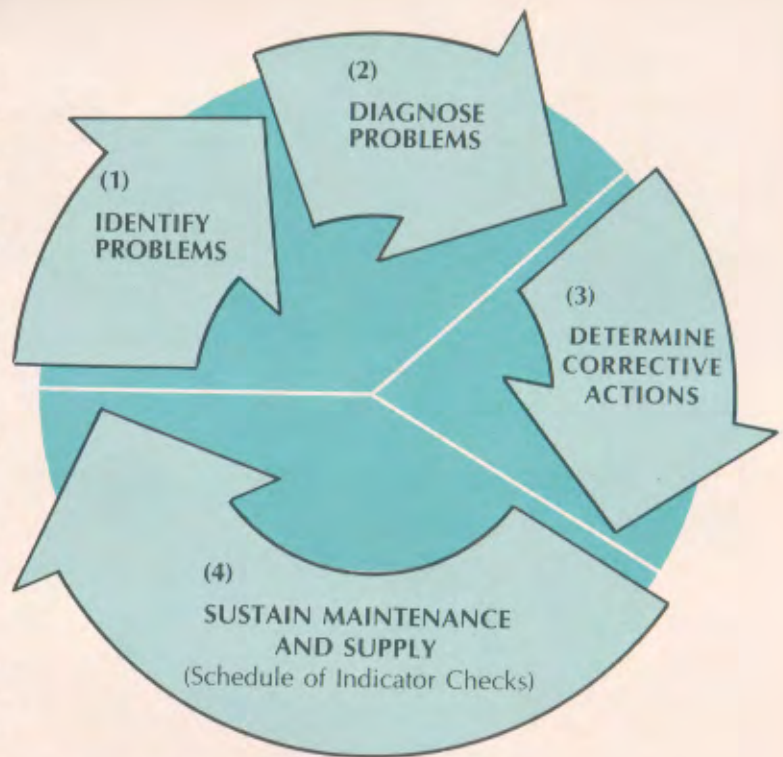 (1)
IDENTIFY
PROBLEMS
(2)
DIAGNOSE
PROBLEMS
(3)
DETERMINE
CORRECTIVE
ACTIONS
(4)
SUSTAIN MAINTENANCE
AND SUPPLY
(Schedule of Indicator Checks)